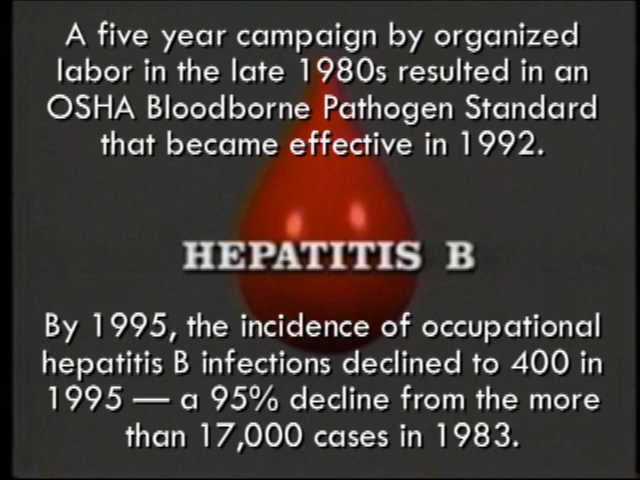 A five year campaign by organized
labor in the late 1980s resulted in an
OSHA Bloodborne Pathogen Standard
that became effective in 1992.
HEPATITIS B
By 1995, the incidence of occupational
hepatitis B infections declined to 400 in
1995 — a 95% decline from the more
than 17,000 cases in 1983.